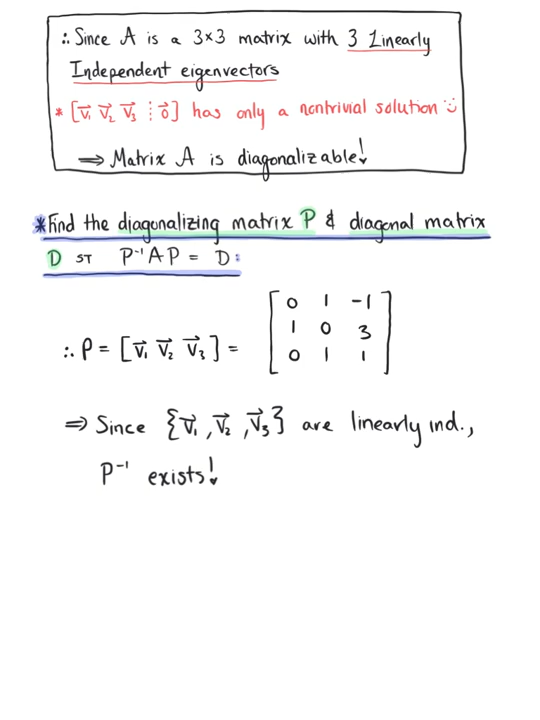 ∴ Since A is a 3×3 matrix with 3 Linearly
Independent eigenvectors
* [v⃗₁ v⃗₂ v⃗₃ ⋮ 0⃗] has only a nontrivial solution :)
⟹ Matrix A is diagonalizable!
*Find the diagonalizing matrix P & diagonal matrix
D ST P⁻¹AP = D:
∴ P = [v⃗₁ v⃗₂ v⃗₃] = [0 1 -1
1 0 3
0 1 1]
⟹ Since {v⃗₁, v⃗₂, v⃗₃} are linearly ind.,
P⁻¹ exists!